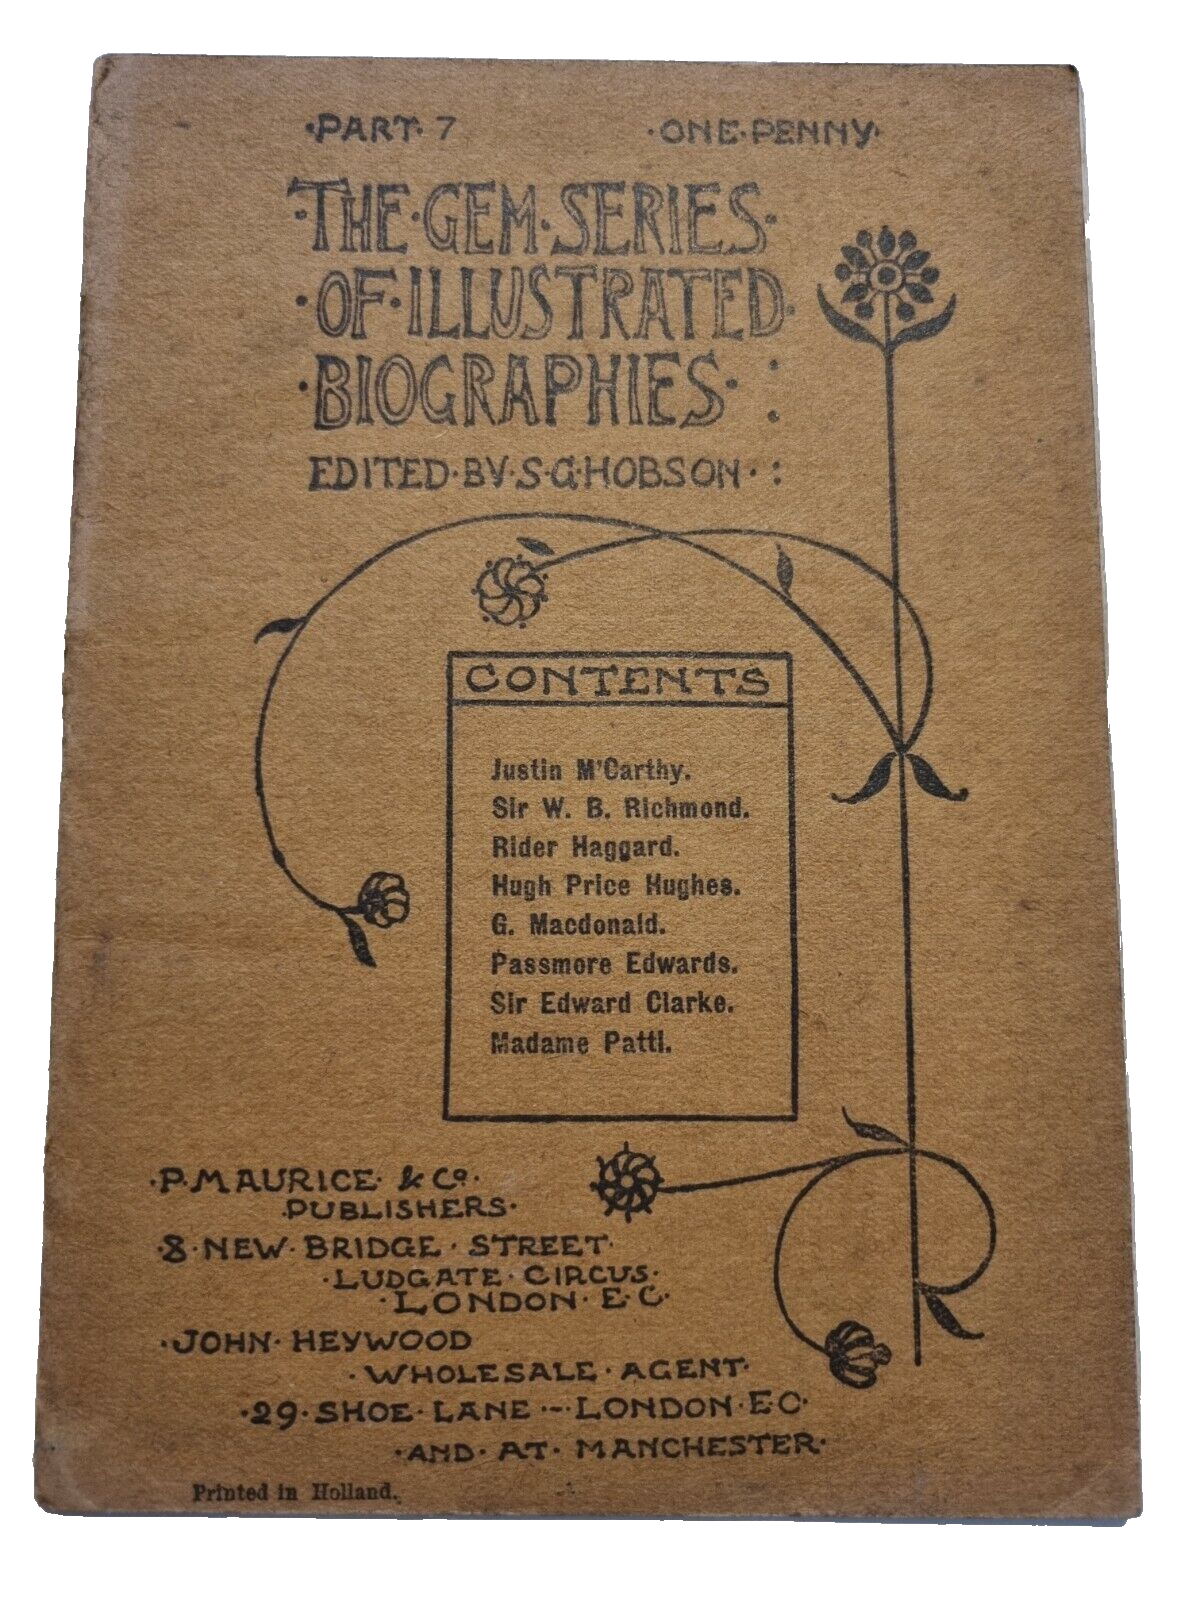 ·PART· 7 ·ONE·PENNY·
·THE·GEM·SERIES·
·OF·ILLUSTRATED·
·BIOGRAPHIES· :
EDITED·BY·S·G·HOBSON· :
CONTENTS
Justin M'Carthy.
Sir W. B. Richmond.
Rider Haggard.
Hugh Price Hughes.
G. Macdonald.
Passmore Edwards.
Sir Edward Clarke.
Madame Patti.
·P·MAURICE· & Co·
·PUBLISHERS·
·8·NEW·BRIDGE·STREET·
·LUDGATE·CIRCUS·
·LONDON·E·C·
·JOHN·HEYWOOD
·WHOLESALE·AGENT·
·29·SHOE·LANE·~·LONDON·E·C·
·AND·AT·MANCHESTER·
Printed in Holland.